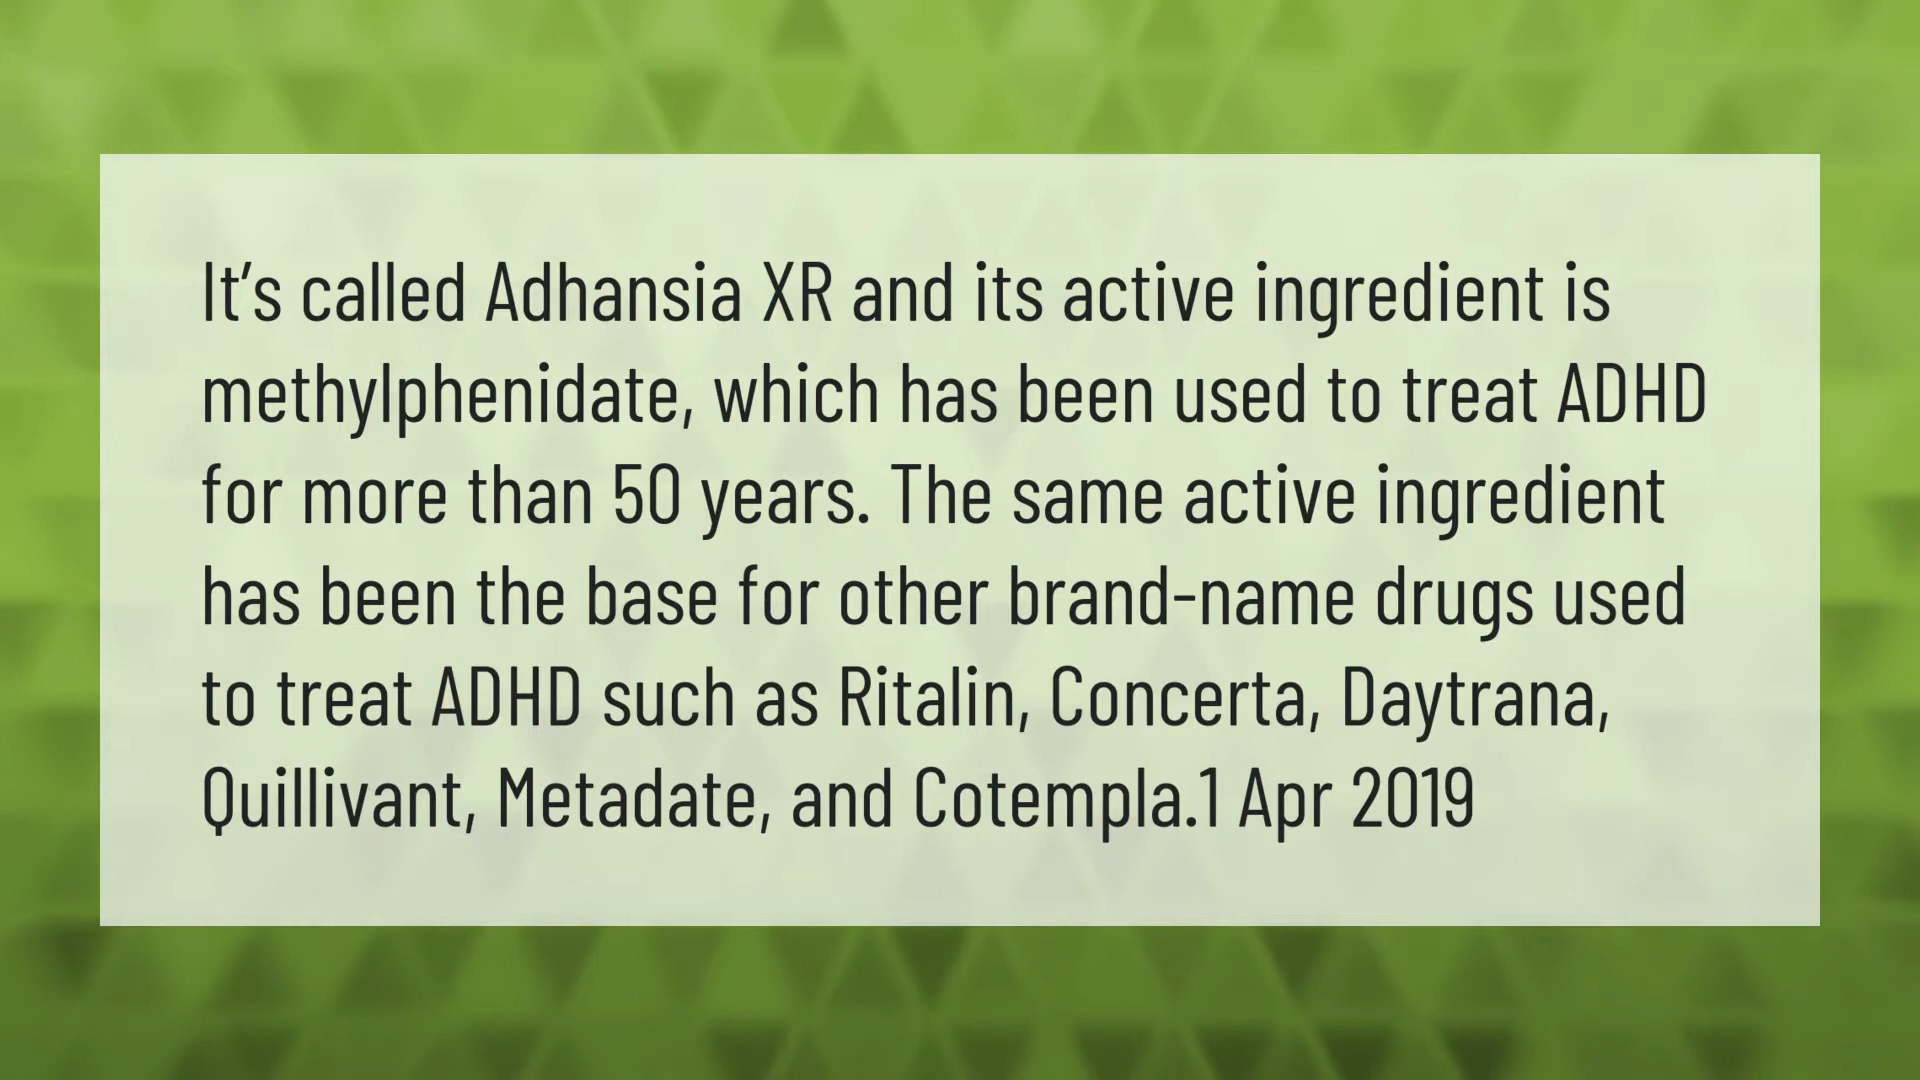 It’s called Adhansia XR and its active ingredient is
methylphenidate, which has been used to treat ADHD
for more than 50 years. The same active ingredient
has been the base for other brand-name drugs used
to treat ADHD such as Ritalin, Concerta, Daytrana,
Quillivant, Metadate, and Cotempla.1 Apr 2019